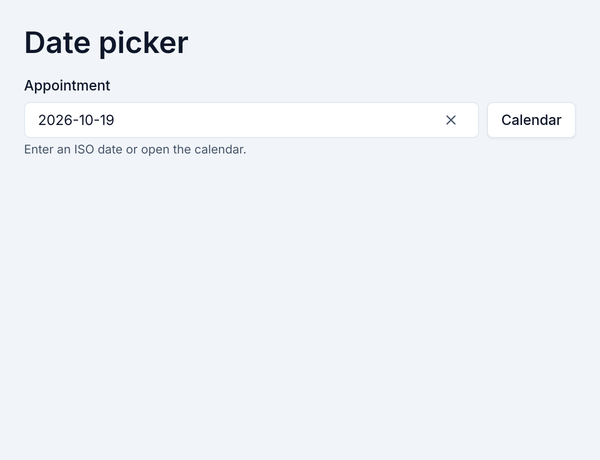 Date picker
Appointment
2026-10-19
Calendar
Enter an ISO date or open the calendar.